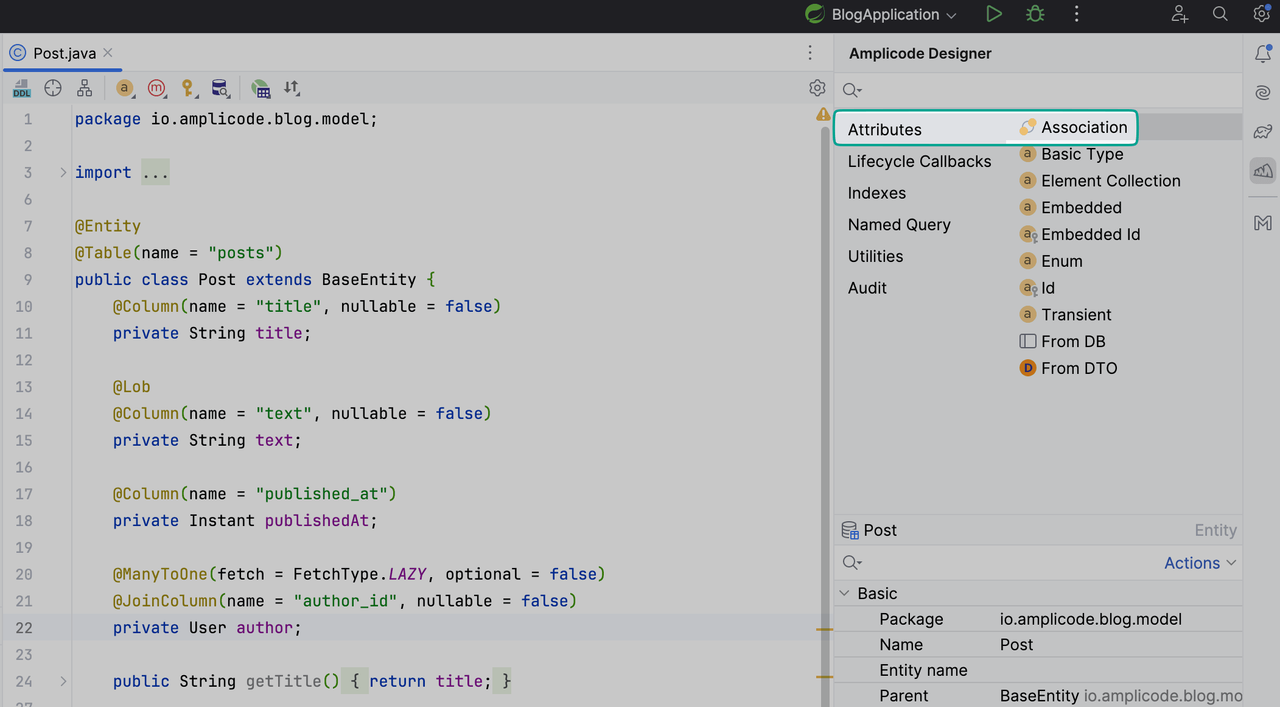 BlogApplication
Post.java
Amplicode Designer
DDL
a
m
1 package io.amplicode.blog.model;
2
3 import ...
6
7 @Entity
8 @Table(name = "posts")
9 public class Post extends BaseEntity {
10 @Column(name = "title", nullable = false)
11 private String title;
12
13 @Lob
14 @Column(name = "text", nullable = false)
15 private String text;
16
17 @Column(name = "published_at")
18 private Instant publishedAt;
19
20 @ManyToOne(fetch = FetchType.LAZY, optional = false)
21 @JoinColumn(name = "author_id", nullable = false)
22 private User author;
23
24 public String getTitle() { return title; }
27
Attributes
Lifecycle Callbacks
Indexes
Named Query
Utilities
Audit
Association
a Basic Type
a Element Collection
a Embedded
a Embedded Id
a Enum
a Id
a Transient
From DB
D From DTO
Post Entity
Actions
Basic
Package io.amplicode.blog.model
Name Post
Entity name
Parent BaseEntity io.amplicode.blog.mo